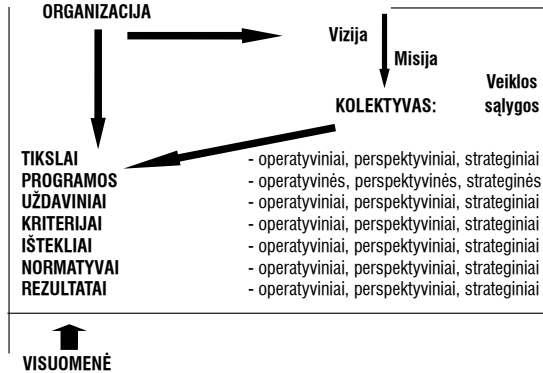 ORGANIZACIJA
Vizija
Misija
Veiklos
KOLEKTYVAS: sąlygos
TIKSLAI - operatyviniai, perspektyviniai, strateginiai
PROGRAMOS - operatyvinės, perspektyvinės, strateginės
UŽDAVINIAI - operatyviniai, perspektyviniai, strateginiai
KRITERIJAI - operatyviniai, perspektyviniai, strateginiai
IŠTEKLIAI - operatyviniai, perspektyviniai, strateginiai
NORMATYVAI - operatyviniai, perspektyviniai, strateginiai
REZULTATAI - operatyviniai, perspektyviniai, strateginiai
VISUOMENĖ